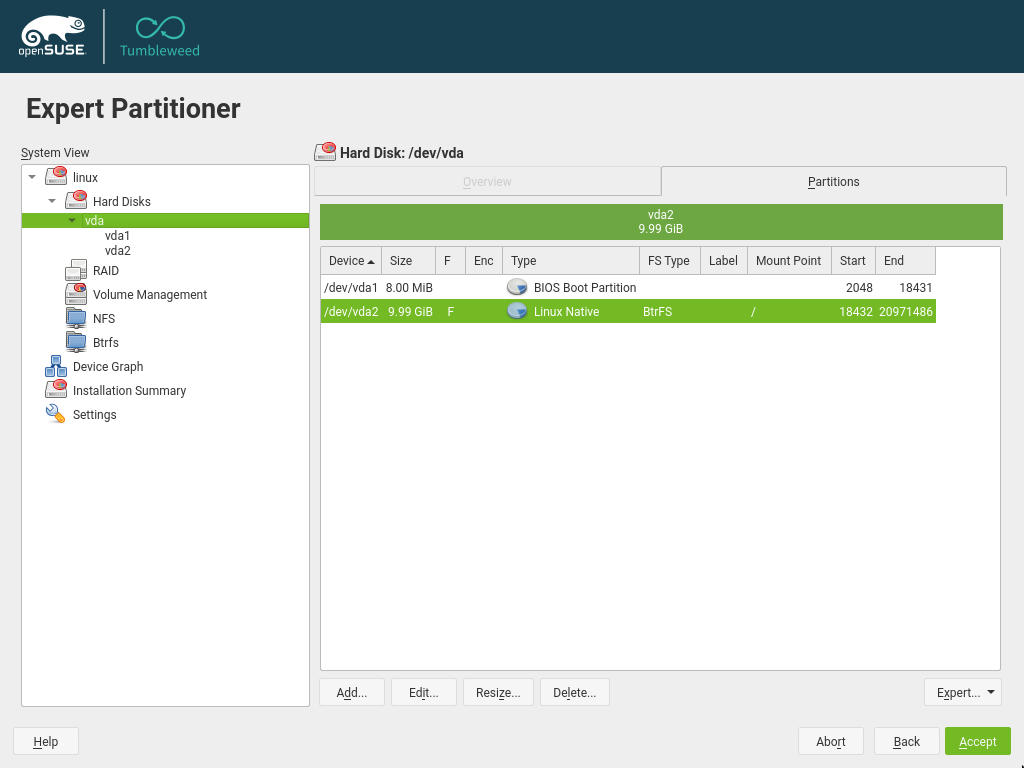 openSUSE
Tumbleweed
Expert Partitioner
System View
linux
Hard Disks
vda
vda1
vda2
RAID
Volume Management
NFS
Btrfs
Device Graph
Installation Summary
Settings
Hard Disk: /dev/vda
Overview
Partitions
vda2
9.99 GiB
Device Size F Enc Type FS Type Label Mount Point Start End
/dev/vda1 8.00 MiB BIOS Boot Partition 2048 18431
/dev/vda2 9.99 GiB F Linux Native BtrFS / 18432 20971486
Add... Edit... Resize... Delete... Expert...
Help Abort Back Accept